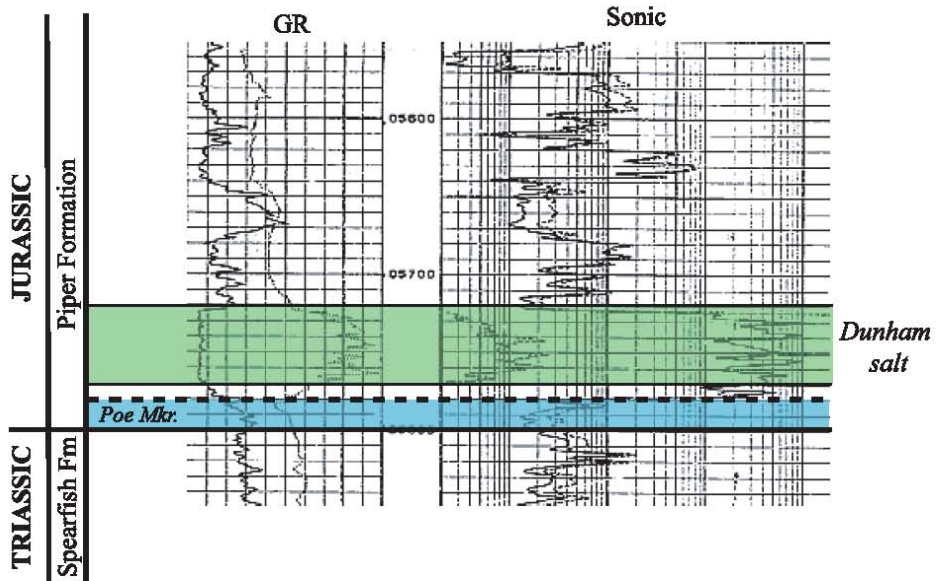 GR
Sonic
JURASSIC
Piper Formation
05600
05700
Dunham
salt
Poe Mkr.
TRIASSIC
Spearfish Fm